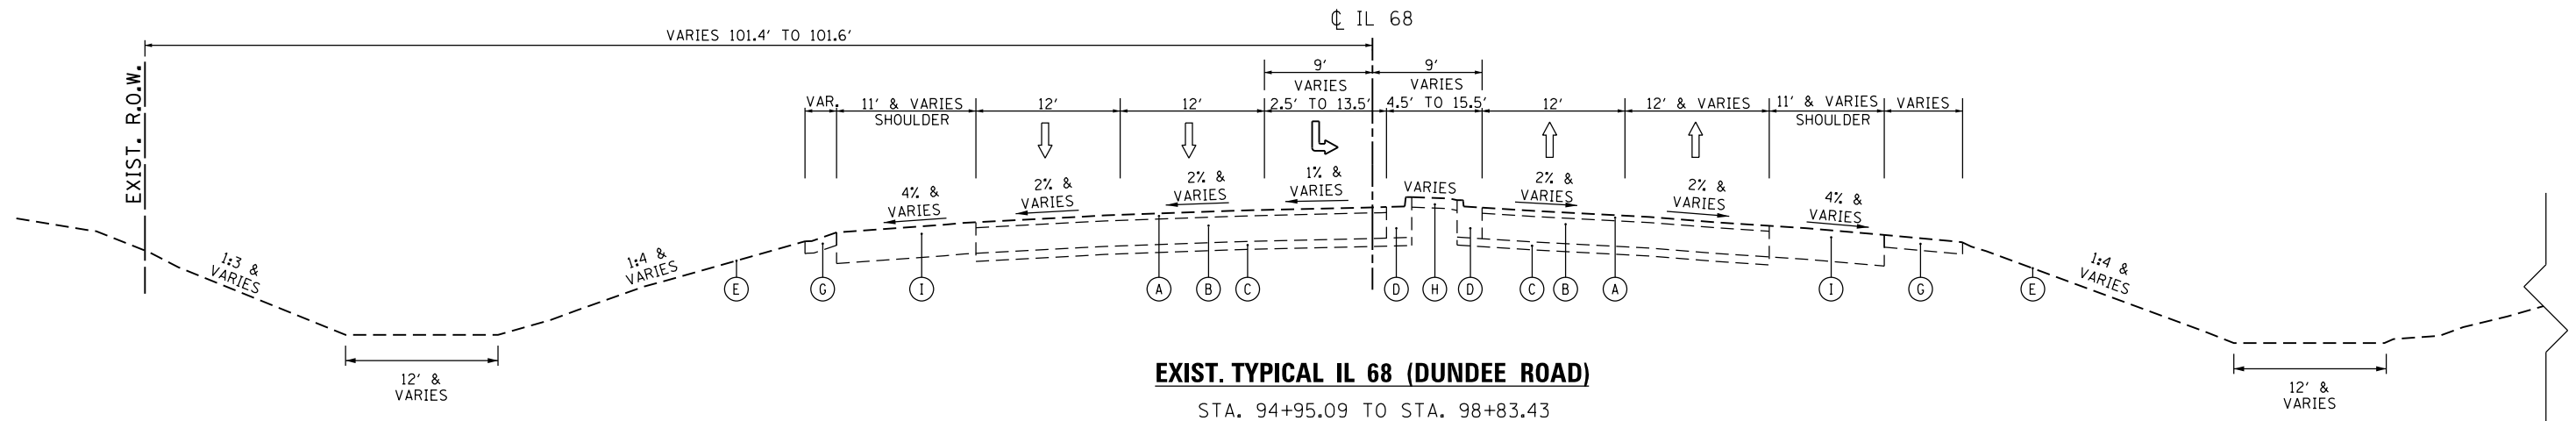 ℄ IL 68
VARIES 101.4' TO 101.6'
EXIST. R.O.W.
9'
VARIES
2.5' TO 13.5'
9'
VARIES
4.5' TO 15.5'
VAR.
11' & VARIES
SHOULDER
12'
12'
12'
12' & VARIES
11' & VARIES
SHOULDER
VARIES
4% &
VARIES
2% &
VARIES
2% &
VARIES
1% &
VARIES
VARIES
2% &
VARIES
2% &
VARIES
4% &
VARIES
1:3 &
VARIES
1:4 &
VARIES
1:4 &
VARIES
E
G
I
A
B
C
D
H
D
C
B
A
I
G
E
12' &
VARIES
12' &
VARIES
EXIST. TYPICAL IL 68 (DUNDEE ROAD)
STA. 94+95.09 TO STA. 98+83.43